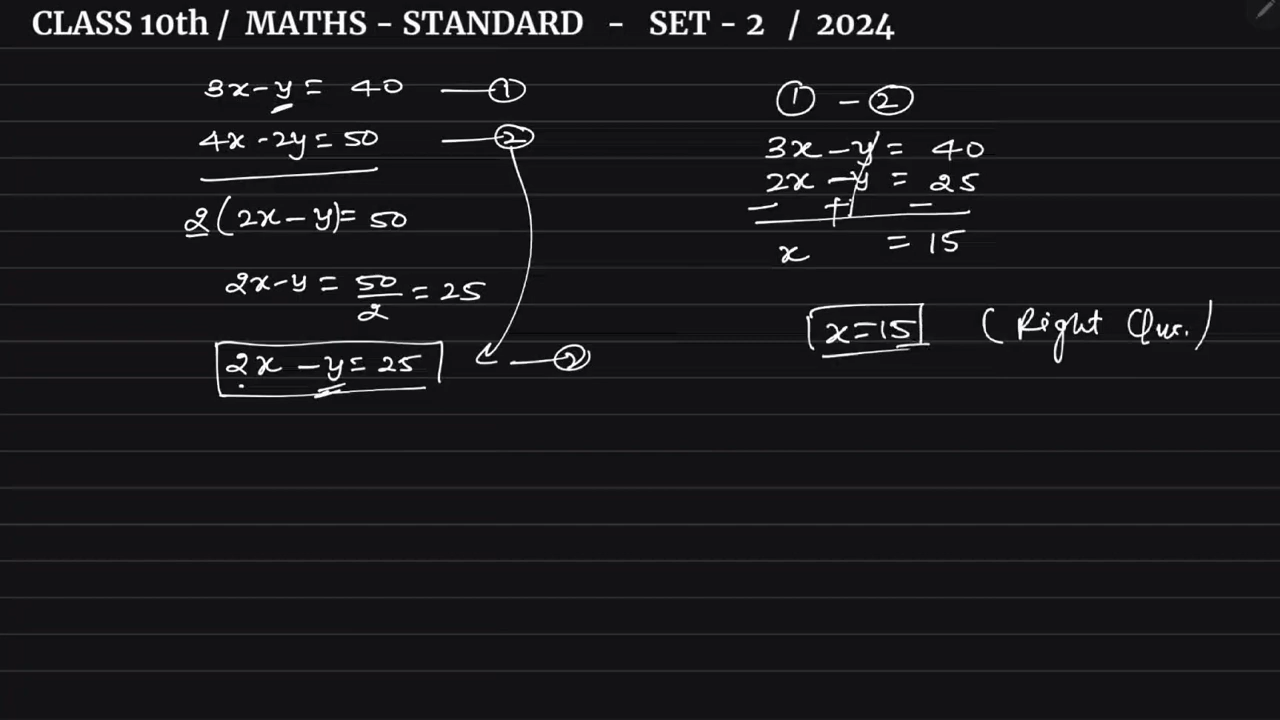 CLASS 10th / MATHS - STANDARD - SET - 2 / 2024
3x - y = 40 — ①
4x - 2y = 50 — ②
2(2x - y) = 50
2x - y = 50/2 = 25
2x - y = 25 — ②
① - ②
3x - y = 40
2x - y = 25
- + -
x = 15
x = 15 (Right Qus.)